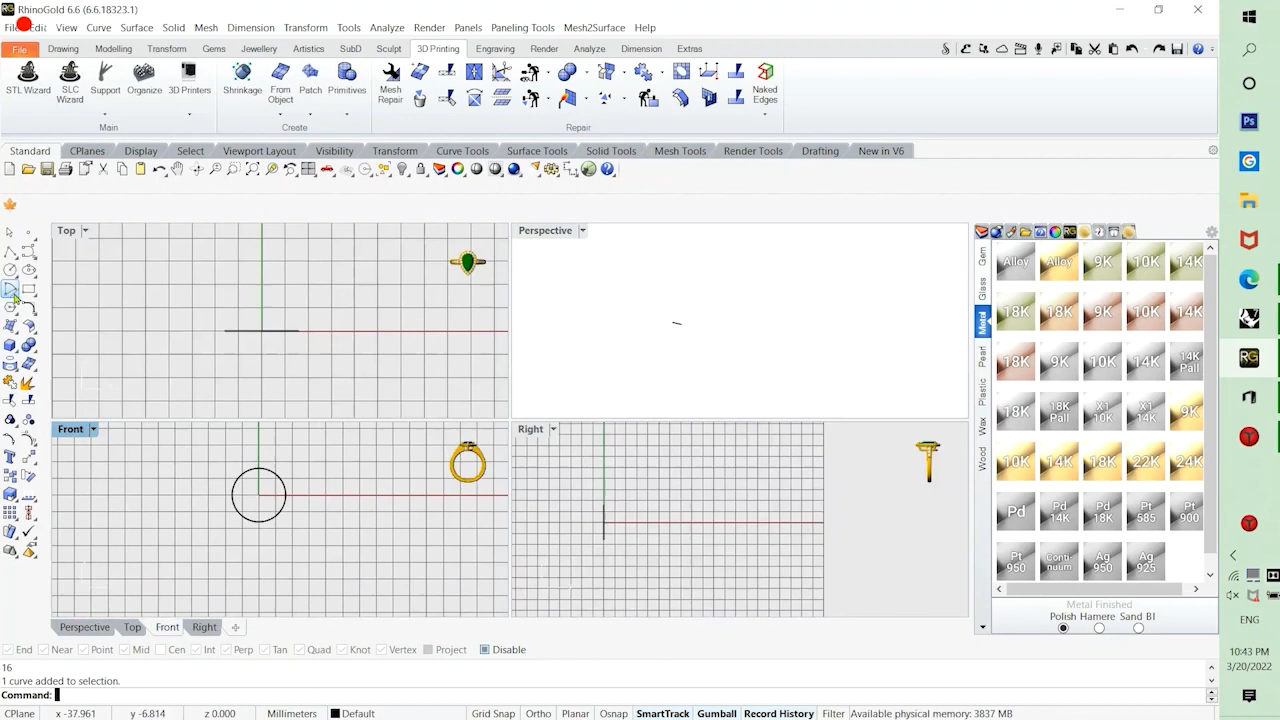 RG RhinoGold 6.6 (6.6.18323.1)
File Edit View Curve Surface Solid Mesh Dimension Transform Tools Analyze Render Panels Paneling Tools Mesh2Surface Help
File Drawing Modelling Transform Gems Jewellery Artistics SubD Sculpt 3D Printing Engraving Render Analyze Dimension Extras
STL Wizard SLC Wizard Support Organize 3D Printers Shrinkage From Object Patch Primitives Mesh Repair Naked Edges
Main Create Repair
Standard CPlanes Display Select Viewport Layout Visibility Transform Curve Tools Surface Tools Solid Tools Mesh Tools Render Tools Drafting New in V6
Top Perspective
Front Right
Gem
Glass
Metal
Pearl
Plastic
Wax
Wood
Alloy Alloy 9K 10K 14K
18K 18K 9K 10K 14K
18K 9K 10K 14K 14K Pall
18K 18K Pall X1 10K X1 14K 9K
10K 14K 18K 22K 24K
Pd Pd 14K Pd 18K Pt 585 Pt 900
Pt 950 Conti nuum Ag 950 Ag 925
Metal Finished
Polish Hamere Sand Bl
Perspective Top Front Right
End Near Point Mid Cen Int Perp Tan Quad Knot Vertex Project Disable
16
1 curve added to selection.
Command:
CPlane x -37.961 y -6.814 z 0.000 Millimeters Default Grid Snap Ortho Planar Osnap SmartTrack Gumball Record History Filter Available physical memory: 3837 MB
Ps
G
RG
ENG
10:43 PM
3/20/2022